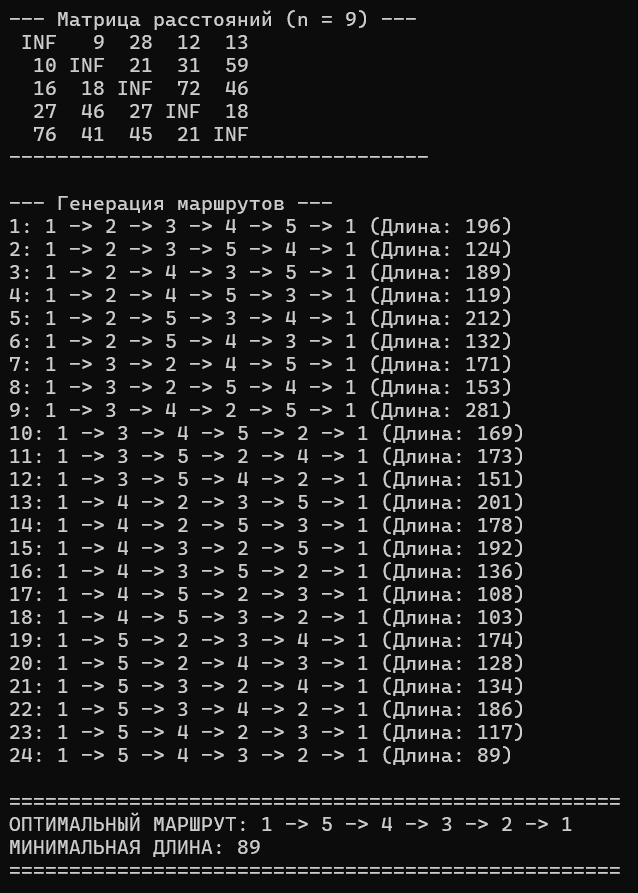 --- Матрица расстояний (n = 9) ---
INF 9 28 12 13
10 INF 21 31 59
16 18 INF 72 46
27 46 27 INF 18
76 41 45 21 INF
-----------------------------------
--- Генерация маршрутов ---
1: 1 -> 2 -> 3 -> 4 -> 5 -> 1 (Длина: 196)
2: 1 -> 2 -> 3 -> 5 -> 4 -> 1 (Длина: 124)
3: 1 -> 2 -> 4 -> 3 -> 5 -> 1 (Длина: 189)
4: 1 -> 2 -> 4 -> 5 -> 3 -> 1 (Длина: 119)
5: 1 -> 2 -> 5 -> 3 -> 4 -> 1 (Длина: 212)
6: 1 -> 2 -> 5 -> 4 -> 3 -> 1 (Длина: 132)
7: 1 -> 3 -> 2 -> 4 -> 5 -> 1 (Длина: 171)
8: 1 -> 3 -> 2 -> 5 -> 4 -> 1 (Длина: 153)
9: 1 -> 3 -> 4 -> 2 -> 5 -> 1 (Длина: 281)
10: 1 -> 3 -> 4 -> 5 -> 2 -> 1 (Длина: 169)
11: 1 -> 3 -> 5 -> 2 -> 4 -> 1 (Длина: 173)
12: 1 -> 3 -> 5 -> 4 -> 2 -> 1 (Длина: 151)
13: 1 -> 4 -> 2 -> 3 -> 5 -> 1 (Длина: 201)
14: 1 -> 4 -> 2 -> 5 -> 3 -> 1 (Длина: 178)
15: 1 -> 4 -> 3 -> 2 -> 5 -> 1 (Длина: 192)
16: 1 -> 4 -> 3 -> 5 -> 2 -> 1 (Длина: 136)
17: 1 -> 4 -> 5 -> 2 -> 3 -> 1 (Длина: 108)
18: 1 -> 4 -> 5 -> 3 -> 2 -> 1 (Длина: 103)
19: 1 -> 5 -> 2 -> 3 -> 4 -> 1 (Длина: 174)
20: 1 -> 5 -> 2 -> 4 -> 3 -> 1 (Длина: 128)
21: 1 -> 5 -> 3 -> 2 -> 4 -> 1 (Длина: 134)
22: 1 -> 5 -> 3 -> 4 -> 2 -> 1 (Длина: 186)
23: 1 -> 5 -> 4 -> 2 -> 3 -> 1 (Длина: 117)
24: 1 -> 5 -> 4 -> 3 -> 2 -> 1 (Длина: 89)
===================================================
ОПТИМАЛЬНЫЙ МАРШРУТ: 1 -> 5 -> 4 -> 3 -> 2 -> 1
МИНИМАЛЬНАЯ ДЛИНА: 89
===================================================